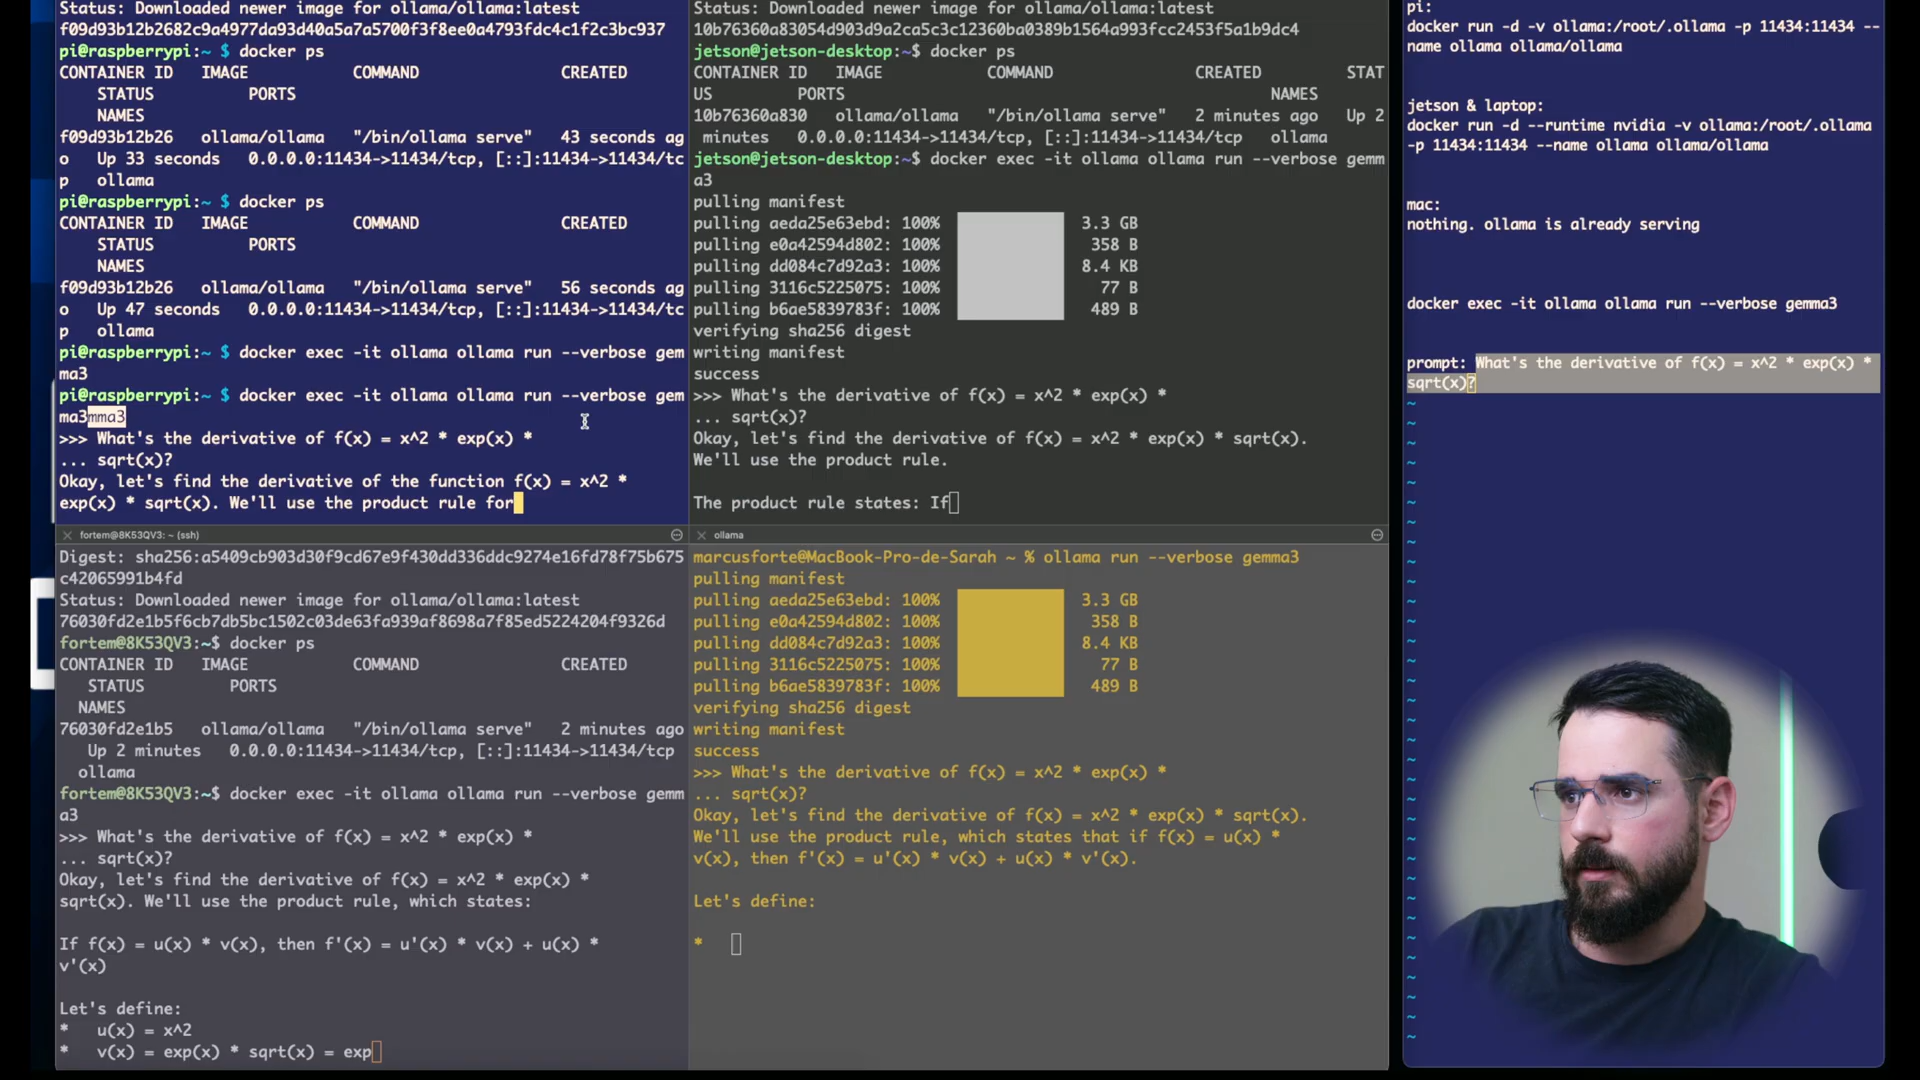 Status: Downloaded newer image for ollama/ollama:latest
f09d93b12b2682c9a4977da93d40a5a7a5700f3f8ee0a4793fdc4c1f2c3bc937
pi@raspberrypi:~ $ docker ps
CONTAINER ID   IMAGE           COMMAND               CREATED
    STATUS          PORTS
    NAMES
f09d93b12b26   ollama/ollama   "/bin/ollama serve"   43 seconds ag
o   Up 33 seconds   0.0.0.0:11434->11434/tcp, [::]:11434->11434/tc
p   ollama
pi@raspberrypi:~ $ docker ps
CONTAINER ID   IMAGE           COMMAND               CREATED
    STATUS          PORTS
    NAMES
f09d93b12b26   ollama/ollama   "/bin/ollama serve"   56 seconds ag
o   Up 47 seconds   0.0.0.0:11434->11434/tcp, [::]:11434->11434/tc
p   ollama
pi@raspberrypi:~ $ docker exec -it ollama ollama run --verbose gem
ma3
pi@raspberrypi:~ $ docker exec -it ollama ollama run --verbose gem
ma3mma3
>>> What's the derivative of f(x) = x^2 * exp(x) *
... sqrt(x)?
Okay, let's find the derivative of the function f(x) = x^2 *
exp(x) * sqrt(x). We'll use the product rule for
Status: Downloaded newer image for ollama/ollama:latest
10b76360a83054d903d9a2ca5c3c12360ba0389b1564a993fcc2453f5a1b9dc4
jetson@jetson-desktop:~$ docker ps
CONTAINER ID   IMAGE           COMMAND               CREATED         STAT
US         PORTS                                             NAMES
10b76360a830   ollama/ollama   "/bin/ollama serve"   2 minutes ago   Up 2
 minutes   0.0.0.0:11434->11434/tcp, [::]:11434->11434/tcp   ollama
jetson@jetson-desktop:~$ docker exec -it ollama ollama run --verbose gemm
a3
pulling manifest
pulling aeda25e63ebd: 100% 3.3 GB
pulling e0a42594d802: 100% 358 B
pulling dd084c7d92a3: 100% 8.4 KB
pulling 3116c5225075: 100% 77 B
pulling b6ae5839783f: 100% 489 B
verifying sha256 digest
writing manifest
success
>>> What's the derivative of f(x) = x^2 * exp(x) *
... sqrt(x)?
Okay, let's find the derivative of f(x) = x^2 * exp(x) * sqrt(x).
We'll use the product rule.
The product rule states: If
fortem@8K53QV3: ~ (ssh)
Digest: sha256:a5409cb903d30f9cd67e9f430dd336ddc9274e16fd78f75b675
c42065991b4fd
Status: Downloaded newer image for ollama/ollama:latest
76030fd2e1b5f6cb7db5bc1502c03de63fa939af8698a7f85ed5224204f9326d
fortem@8K53QV3:~$ docker ps
CONTAINER ID   IMAGE           COMMAND               CREATED
   STATUS         PORTS
  NAMES
76030fd2e1b5   ollama/ollama   "/bin/ollama serve"   2 minutes ago
   Up 2 minutes   0.0.0.0:11434->11434/tcp, [::]:11434->11434/tcp
  ollama
fortem@8K53QV3:~$ docker exec -it ollama ollama run --verbose gemm
a3
>>> What's the derivative of f(x) = x^2 * exp(x) *
... sqrt(x)?
Okay, let's find the derivative of f(x) = x^2 * exp(x) *
sqrt(x). We'll use the product rule, which states:
If f(x) = u(x) * v(x), then f'(x) = u'(x) * v(x) + u(x) *
v'(x)
Let's define:
*   u(x) = x^2
*   v(x) = exp(x) * sqrt(x) = exp
ollama
marcusforte@MacBook-Pro-de-Sarah ~ % ollama run --verbose gemma3
pulling manifest
pulling aeda25e63ebd: 100% 3.3 GB
pulling e0a42594d802: 100% 358 B
pulling dd084c7d92a3: 100% 8.4 KB
pulling 3116c5225075: 100% 77 B
pulling b6ae5839783f: 100% 489 B
verifying sha256 digest
writing manifest
success
>>> What's the derivative of f(x) = x^2 * exp(x) *
... sqrt(x)?
Okay, let's find the derivative of f(x) = x^2 * exp(x) * sqrt(x).
We'll use the product rule, which states that if f(x) = u(x) *
v(x), then f'(x) = u'(x) * v(x) + u(x) * v'(x).
Let's define:
*
pi:
docker run -d -v ollama:/root/.ollama -p 11434:11434 --
name ollama ollama/ollama
jetson & laptop:
docker run -d --runtime nvidia -v ollama:/root/.ollama
-p 11434:11434 --name ollama ollama/ollama
mac:
nothing. ollama is already serving
docker exec -it ollama ollama run --verbose gemma3
prompt: What's the derivative of f(x) = x^2 * exp(x) *
sqrt(x)?